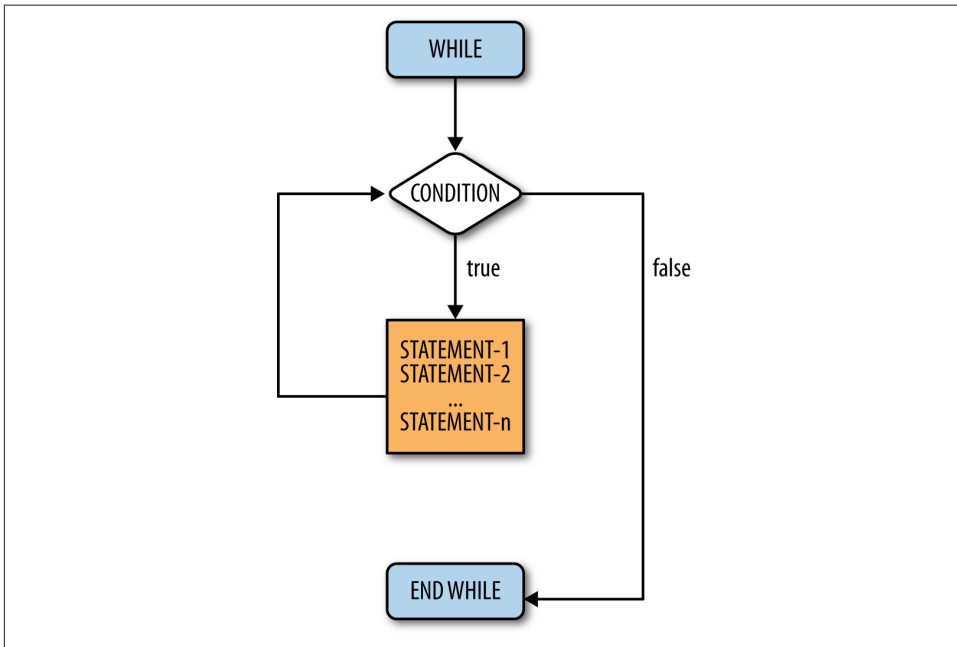 WHILE
CONDITION
true
false
STATEMENT-1
STATEMENT-2
...
STATEMENT-n
END WHILE